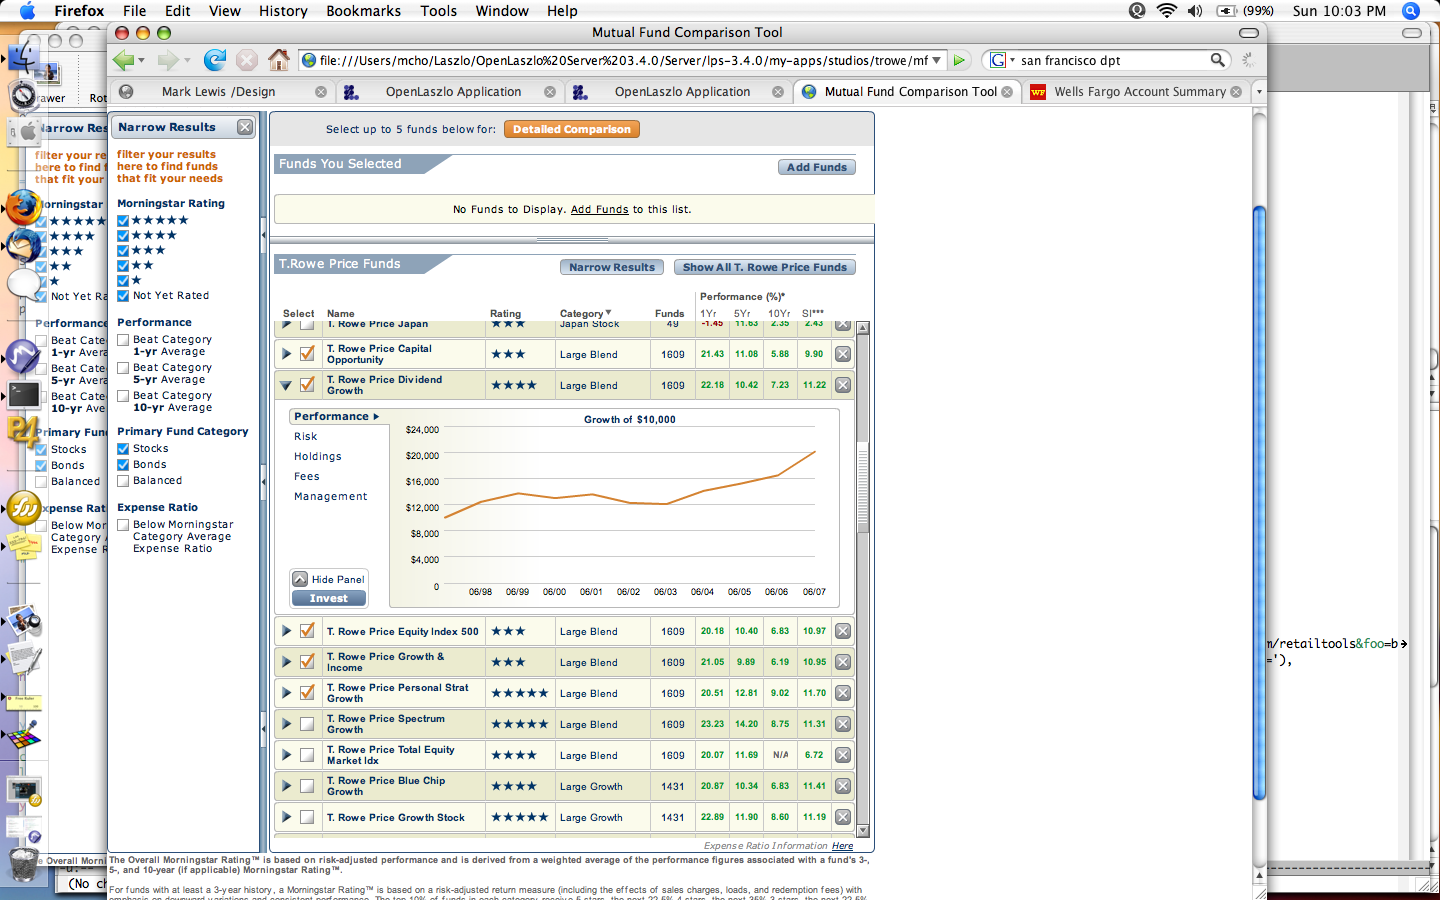 Firefox File Edit View History Bookmarks Tools Window Help
(99%) Sun 10:03 PM
Mutual Fund Comparison Tool
file:///Users/mcho/Laszlo/OpenLaszlo%20Server%203.4.0/Server/lps-3.4.0/my-apps/studios/trowe/mf
G san francisco dpt
Mark Lewis /Design
OpenLaszlo Application
OpenLaszlo Application
Mutual Fund Comparison Tool
WF Wells Fargo Account Summary
Narrow Results
filter your results
here to find funds
that fit your needs
Morningstar Rating
★★★★★
★★★★
★★★
★★
★
Not Yet Rated
Performance
Beat Category
1-yr Average
Beat Category
5-yr Average
Beat Category
10-yr Average
Primary Fund Category
Stocks
Bonds
Balanced
Expense Ratio
Below Morningstar
Category Average
Expense Ratio
Select up to 5 funds below for: Detailed Comparison
Funds You Selected
Add Funds
No Funds to Display. Add Funds to this list.
T.Rowe Price Funds
Narrow Results Show All T. Rowe Price Funds
Performance (%)*
Select Name Rating Category Funds 1Yr 5Yr 10Yr SI***
T. Rowe Price Japan ★★★ Japan Stock 49 -1.45 11.63 2.35 2.43
T. Rowe Price Capital
Opportunity ★★★ Large Blend 1609 21.43 11.08 5.88 9.90
T. Rowe Price Dividend
Growth ★★★★ Large Blend 1609 22.18 10.42 7.23 11.22
Performance
Risk
Holdings
Fees
Management
Hide Panel
Invest
Growth of $10,000
$24,000
$20,000
$16,000
$12,000
$8,000
$4,000
0
06/98 06/99 06/00 06/01 06/02 06/03 06/04 06/05 06/06 06/07
T. Rowe Price Equity Index 500 ★★★ Large Blend 1609 20.18 10.40 6.83 10.97
T. Rowe Price Growth &
Income ★★★ Large Blend 1609 21.05 9.89 6.19 10.95
T. Rowe Price Personal Strat
Growth ★★★★★ Large Blend 1609 20.51 12.81 9.02 11.70
T. Rowe Price Spectrum
Growth ★★★★★ Large Blend 1609 23.23 14.20 8.75 11.31
T. Rowe Price Total Equity
Market Idx ★★★★ Large Blend 1609 20.07 11.69 N/A 6.72
T. Rowe Price Blue Chip
Growth ★★★★ Large Growth 1431 20.87 10.34 6.83 11.41
T. Rowe Price Growth Stock ★★★★★ Large Growth 1431 22.89 11.90 8.60 11.19
Expense Ratio Information Here
The Overall Morningstar Rating™ is based on risk-adjusted performance and is derived from a weighted average of the performance figures associated with a fund's 3-,
5-, and 10-year (if applicable) Morningstar Rating™.
For funds with at least a 3-year history, a Morningstar Rating™ is based on a risk-adjusted return measure (including the effects of sales charges, loads, and redemption fees) with
m/retailtools&foo=b
='),
(No ch